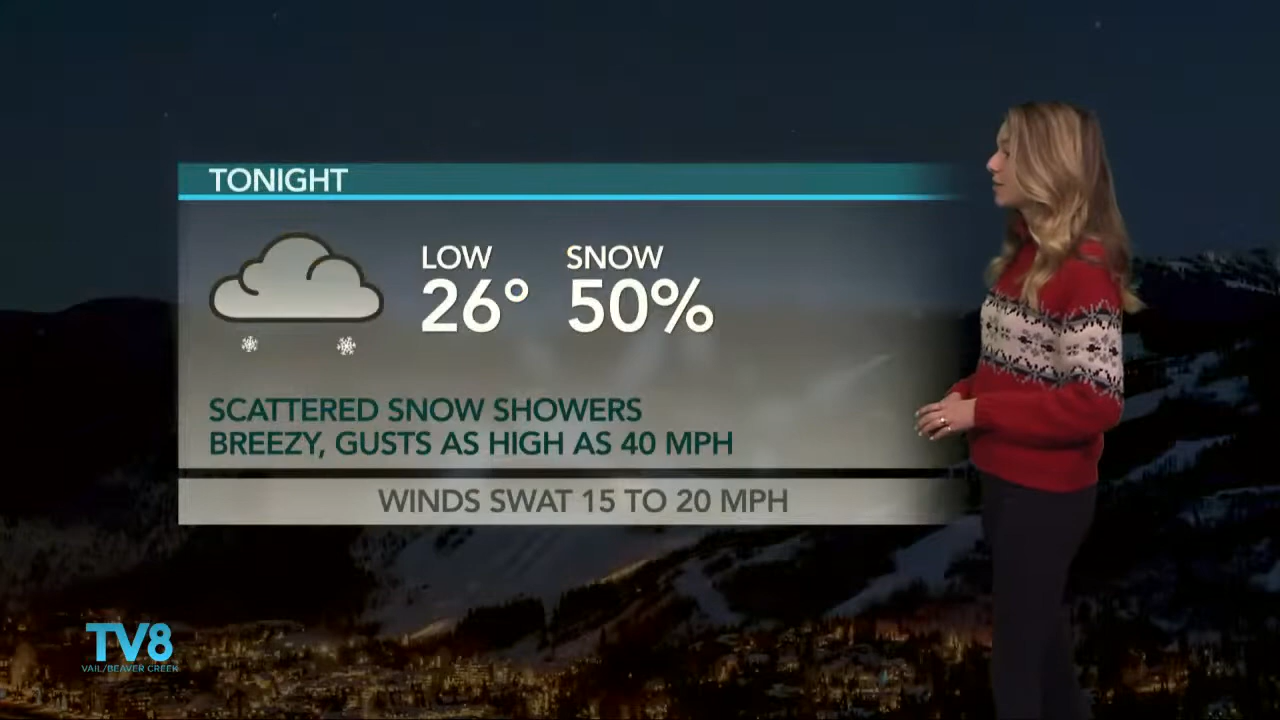 TONIGHT
LOW SNOW
26° 50%
SCATTERED SNOW SHOWERS
BREEZY, GUSTS AS HIGH AS 40 MPH
WINDS SWAT 15 TO 20 MPH
TV8
VAIL/BEAVER CREEK